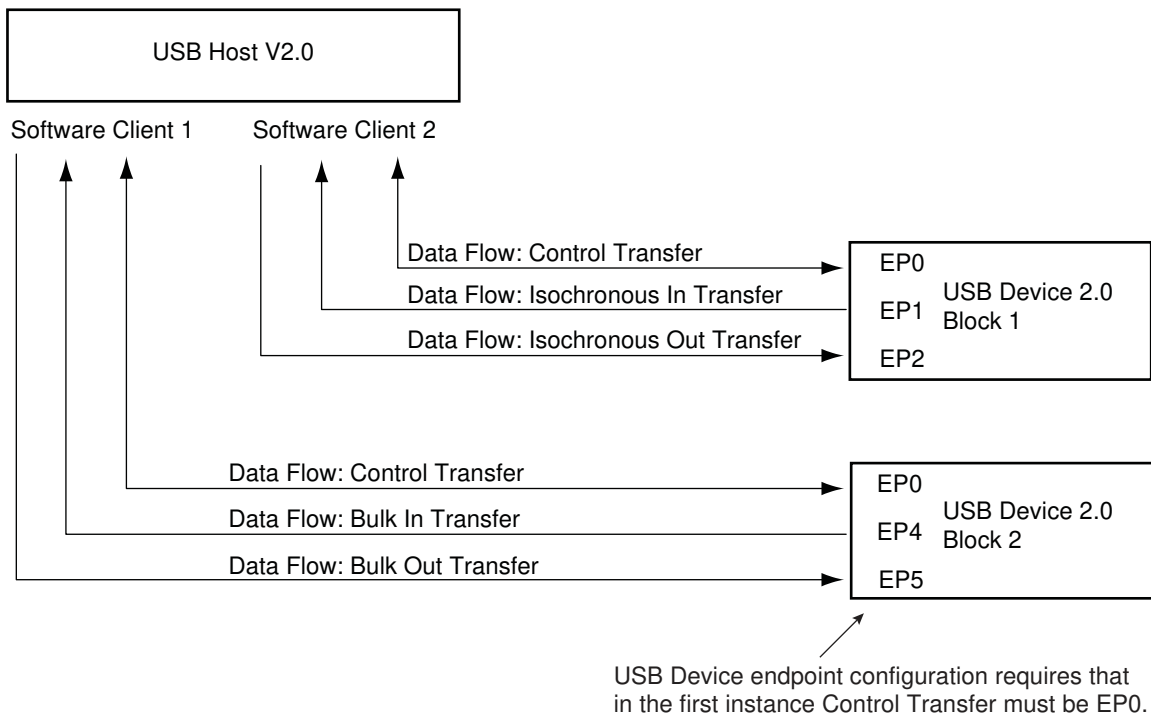 USB Host V2.0
Software Client 1
Software Client 2
Data Flow: Control Transfer
Data Flow: Isochronous In Transfer
Data Flow: Isochronous Out Transfer
EP0
EP1
EP2
USB Device 2.0
Block 1
Data Flow: Control Transfer
Data Flow: Bulk In Transfer
Data Flow: Bulk Out Transfer
EP0
EP4
EP5
USB Device 2.0
Block 2
USB Device endpoint configuration requires that
in the first instance Control Transfer must be EP0.